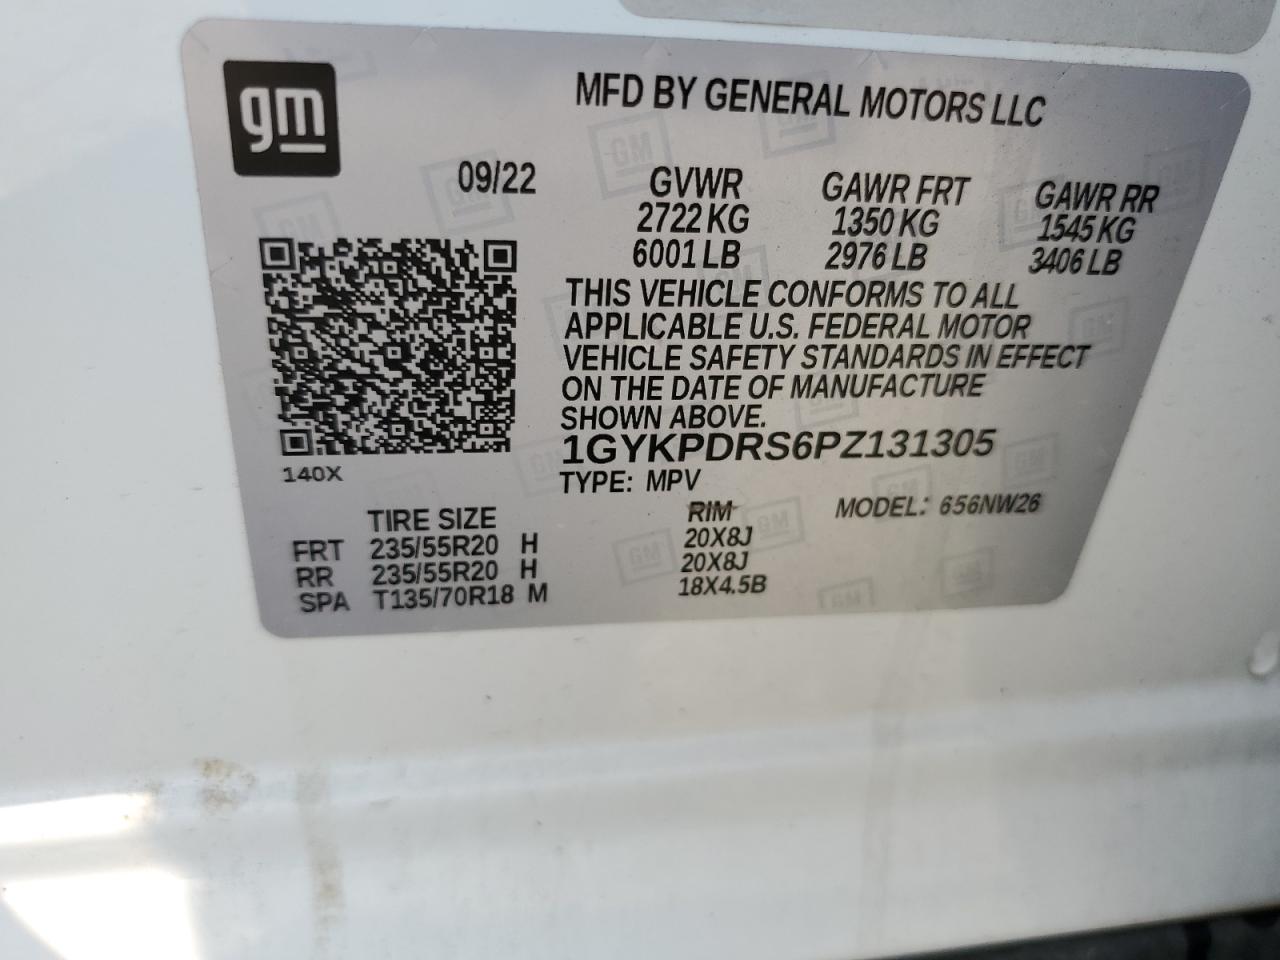 gm
MFD BY GENERAL MOTORS LLC
09/22
GVWR GAWR FRT GAWR RR
2722 KG 1350 KG 1545 KG
6001 LB 2976 LB 3406 LB
THIS VEHICLE CONFORMS TO ALL
APPLICABLE U.S. FEDERAL MOTOR
VEHICLE SAFETY STANDARDS IN EFFECT
ON THE DATE OF MANUFACTURE
SHOWN ABOVE.
1GYKPDRS6PZ131305
140X
TYPE: MPV
MODEL: 656NW26
TIRE SIZE RIM
FRT 235/55R20 H 20X8J
RR 235/55R20 H 20X8J
SPA T135/70R18 M 18X4.5B